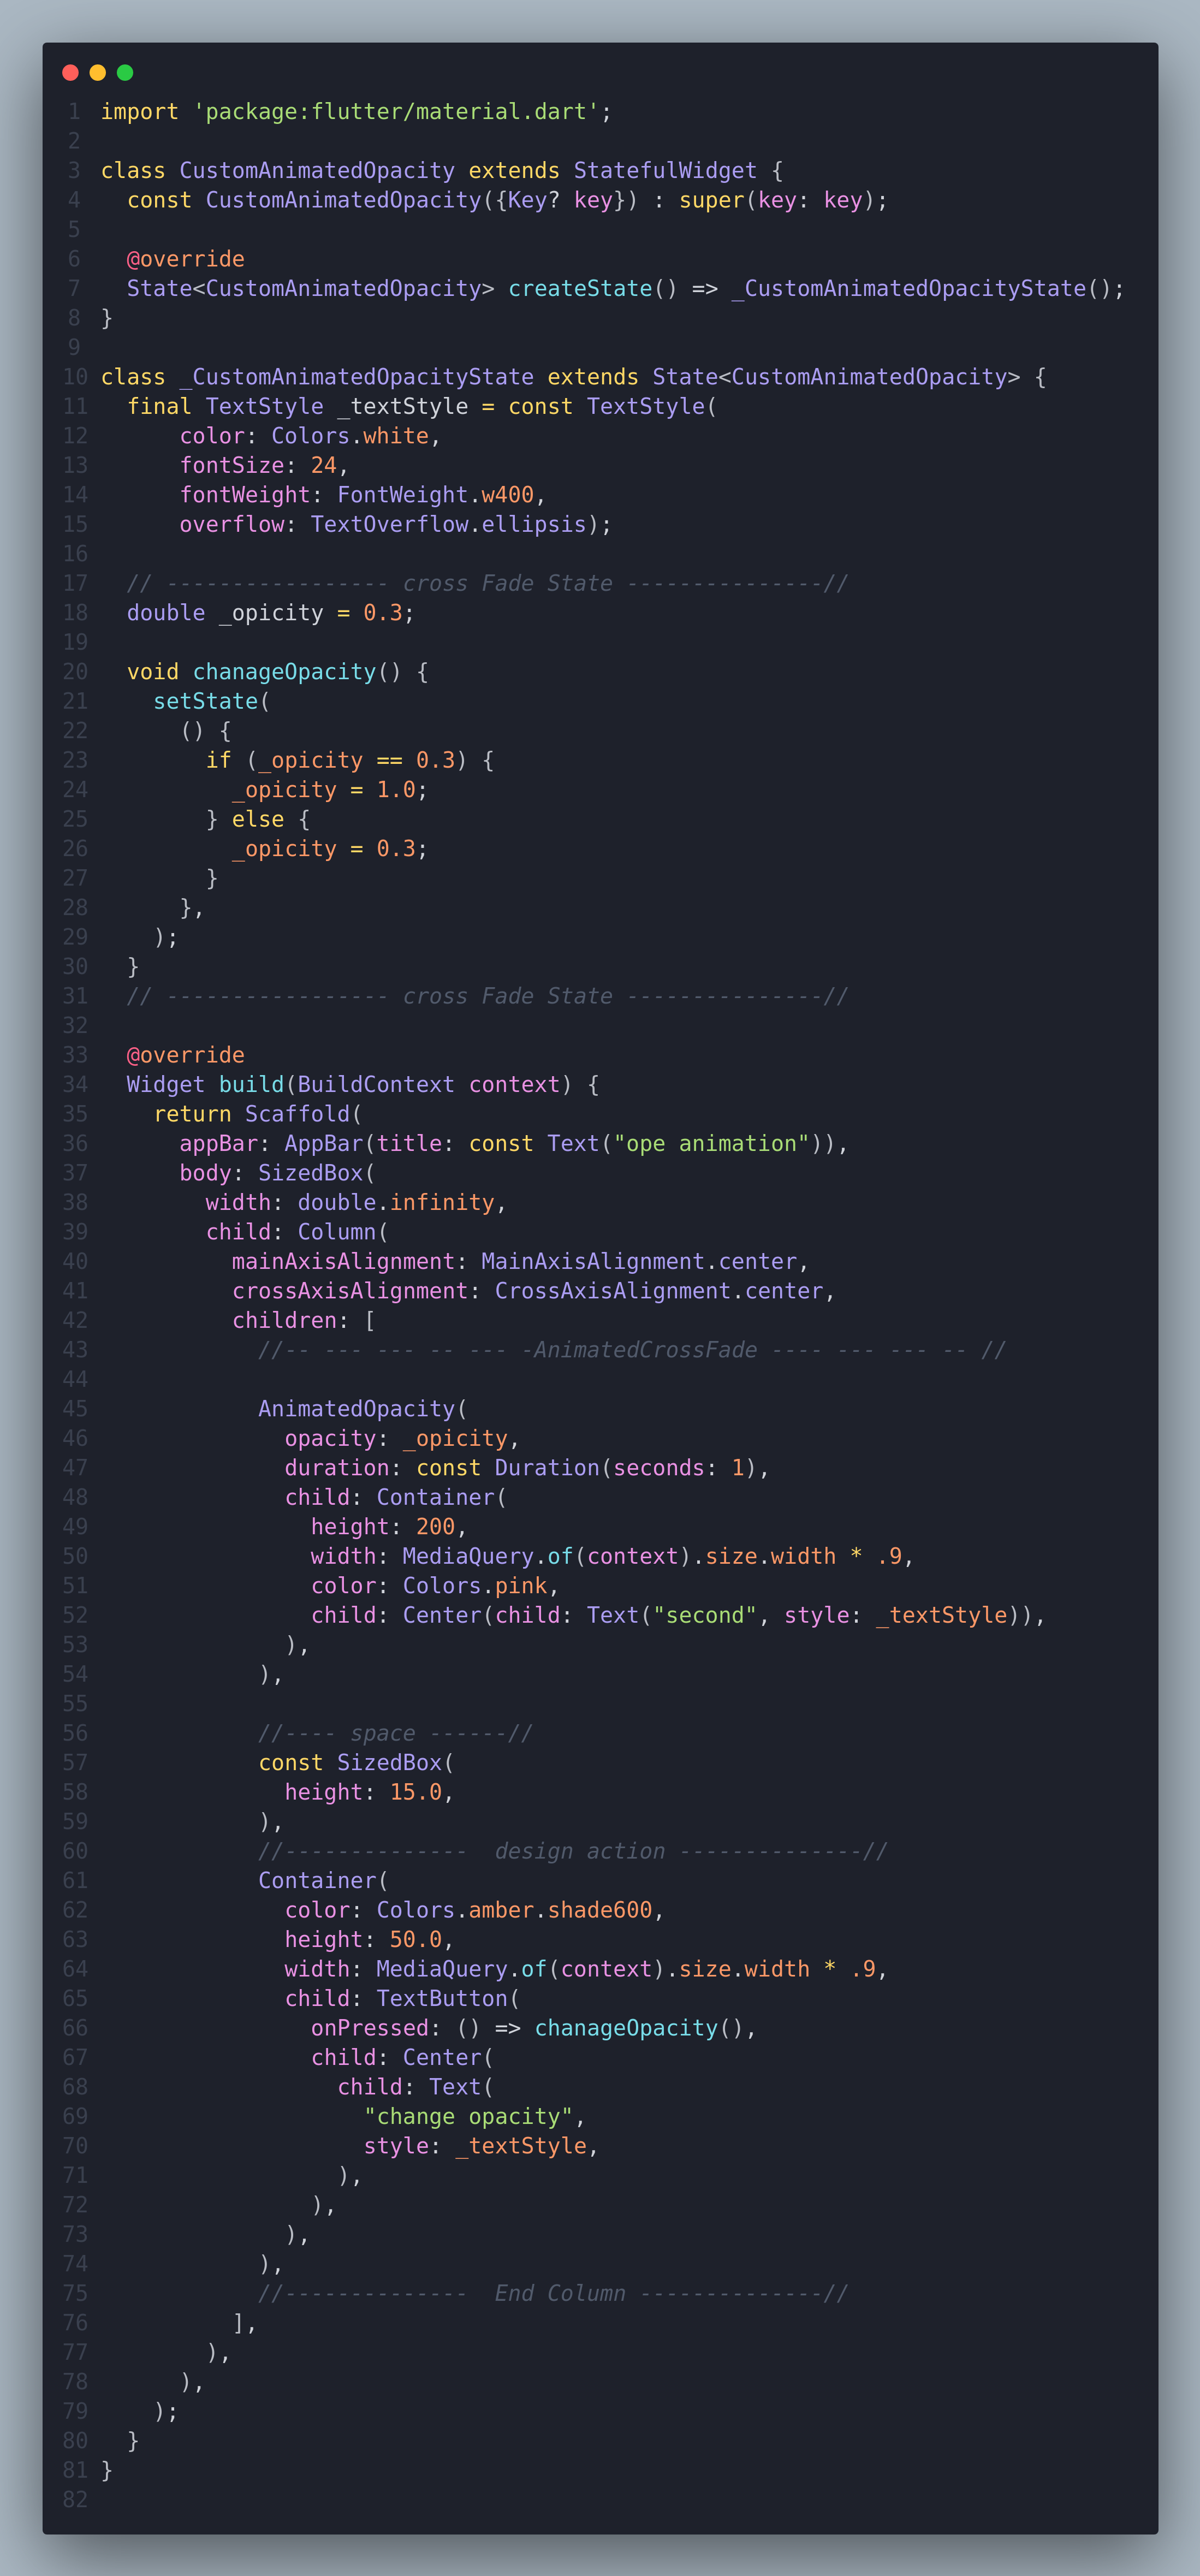 1 import 'package:flutter/material.dart';
2
3 class CustomAnimatedOpacity extends StatefulWidget {
4   const CustomAnimatedOpacity({Key? key}) : super(key: key);
5
6   @override
7   State<CustomAnimatedOpacity> createState() => _CustomAnimatedOpacityState();
8 }
9
10 class _CustomAnimatedOpacityState extends State<CustomAnimatedOpacity> {
11   final TextStyle _textStyle = const TextStyle(
12       color: Colors.white,
13       fontSize: 24,
14       fontWeight: FontWeight.w400,
15       overflow: TextOverflow.ellipsis);
16
17   // ----------------- cross Fade State ---------------//
18   double _opicity = 0.3;
19
20   void chanageOpacity() {
21     setState(
22       () {
23         if (_opicity == 0.3) {
24           _opicity = 1.0;
25         } else {
26           _opicity = 0.3;
27         }
28       },
29     );
30   }
31   // ----------------- cross Fade State ---------------//
32
33   @override
34   Widget build(BuildContext context) {
35     return Scaffold(
36       appBar: AppBar(title: const Text("ope animation")),
37       body: SizedBox(
38         width: double.infinity,
39         child: Column(
40           mainAxisAlignment: MainAxisAlignment.center,
41           crossAxisAlignment: CrossAxisAlignment.center,
42           children: [
43             //-- --- --- -- --- -AnimatedCrossFade ---- --- --- -- //
44
45             AnimatedOpacity(
46               opacity: _opicity,
47               duration: const Duration(seconds: 1),
48               child: Container(
49                 height: 200,
50                 width: MediaQuery.of(context).size.width * .9,
51                 color: Colors.pink,
52                 child: Center(child: Text("second", style: _textStyle)),
53               ),
54             ),
55
56             //---- space ------//
57             const SizedBox(
58               height: 15.0,
59             ),
60             //--------------  design action --------------//
61             Container(
62               color: Colors.amber.shade600,
63               height: 50.0,
64               width: MediaQuery.of(context).size.width * .9,
65               child: TextButton(
66                 onPressed: () => chanageOpacity(),
67                 child: Center(
68                   child: Text(
69                     "change opacity",
70                     style: _textStyle,
71                   ),
72                 ),
73               ),
74             ),
75             //--------------  End Column --------------//
76           ],
77         ),
78       ),
79     );
80   }
81 }
82